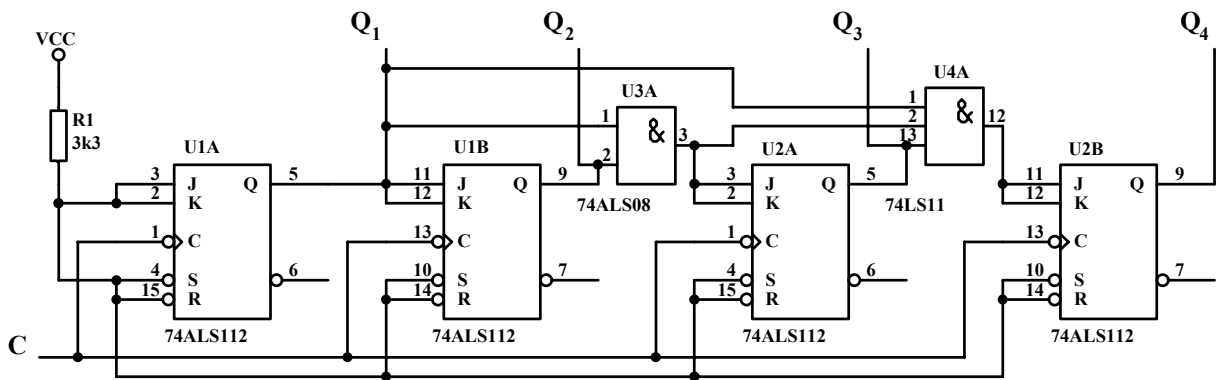 Q1 Q2 Q3 Q4
VCC
R1
3k3
U1A
3 J Q 5
2 K
1 C
4 S 6
15 R
74ALS112
U1B
11 J Q 9
12 K
13 C
10 S 7
14 R
74ALS112
U3A
1 & 3
2
74ALS08
U2A
3 J Q 5
2 K
1 C
4 S 6
15 R
74ALS112
U4A
1 & 12
2
13
74LS11
U2B
11 J Q 9
12 K
13 C
10 S 7
14 R
74ALS112
C